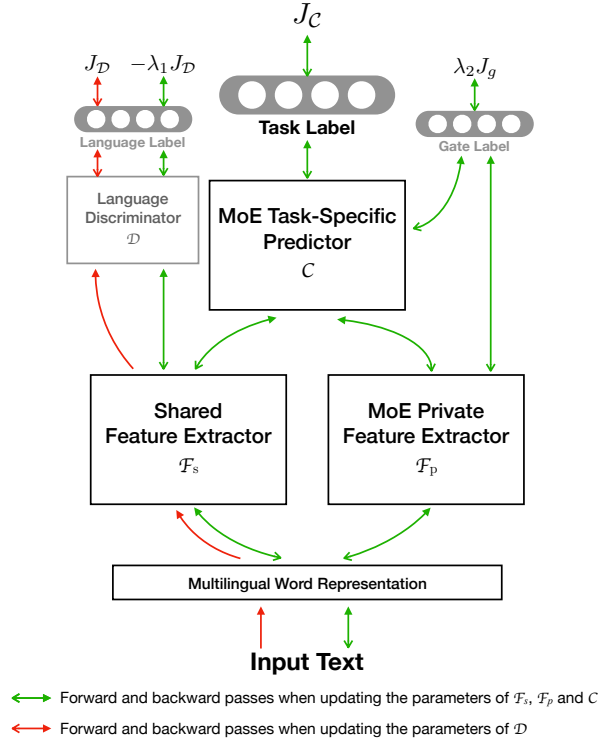 J_C
J_D
−λ₁J_D
λ₂J_g
Task Label
Language Label
Gate Label
Language
Discriminator
D
MoE Task-Specific
Predictor
C
Shared
Feature Extractor
F_s
MoE Private
Feature Extractor
F_p
Multilingual Word Representation
Input Text
Forward and backward passes when updating the parameters of F_s, F_p and C
Forward and backward passes when updating the parameters of D